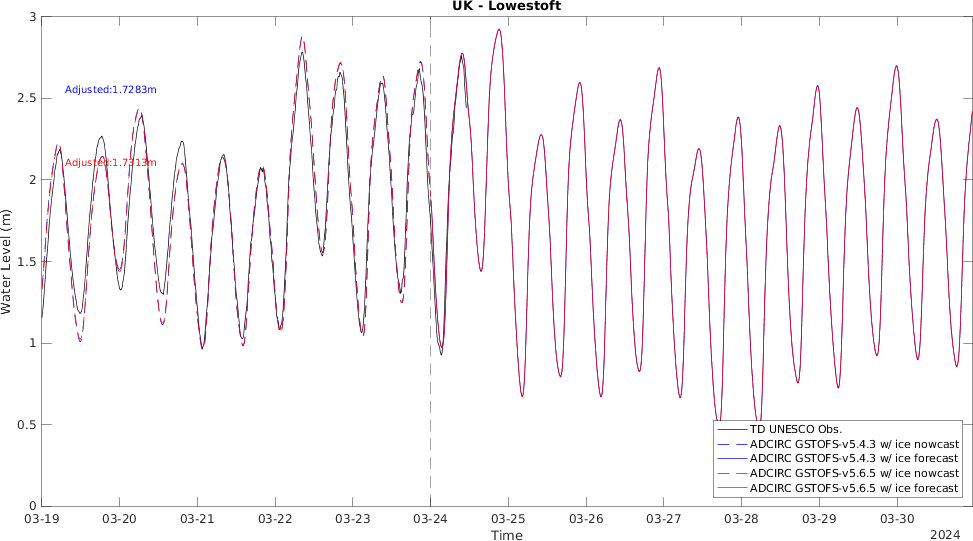 UK - Lowestoft
Water Level (m)
3
2.5
2
1.5
1
0.5
0
Adjusted:1.7283m
Adjusted:1.7313m
TD UNESCO Obs.
ADCIRC GSTOFS-v5.4.3 w/ ice nowcast
ADCIRC GSTOFS-v5.4.3 w/ ice forecast
ADCIRC GSTOFS-v5.6.5 w/ ice nowcast
ADCIRC GSTOFS-v5.6.5 w/ ice forecast
03-19 03-20 03-21 03-22 03-23 03-24 03-25 03-26 03-27 03-28 03-29 03-30
Time
2024